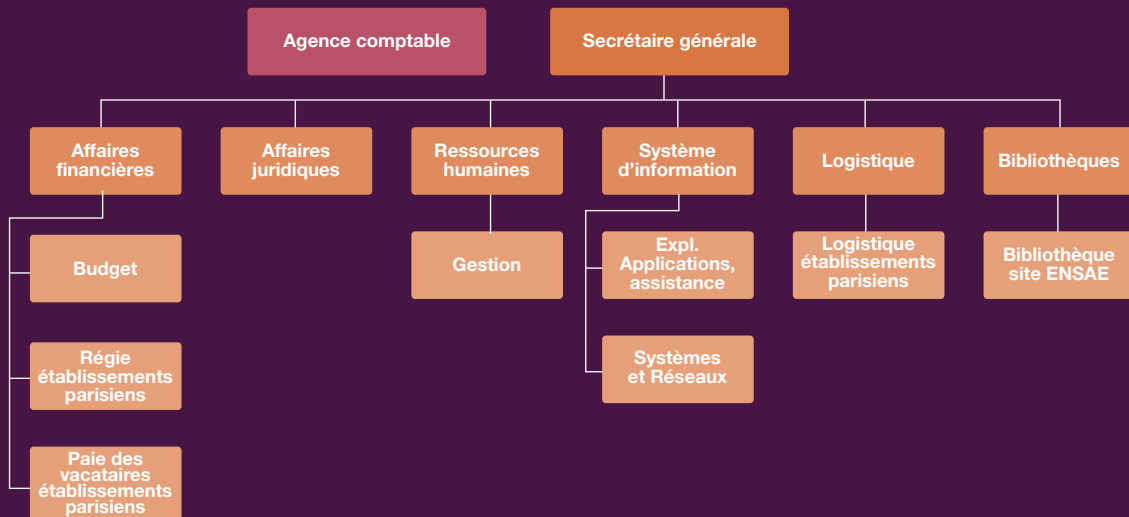 Agence comptable
Secrétaire générale
Affaires
financières
Affaires
juridiques
Ressources
humaines
Système
d'information
Logistique
Bibliothèques
Budget
Gestion
Expl.
Applications,
assistance
Logistique
établissements
parisiens
Bibliothèque
site ENSAE
Régie
établissements
parisiens
Systèmes
et Réseaux
Paie des
vacataires
établissements
parisiens